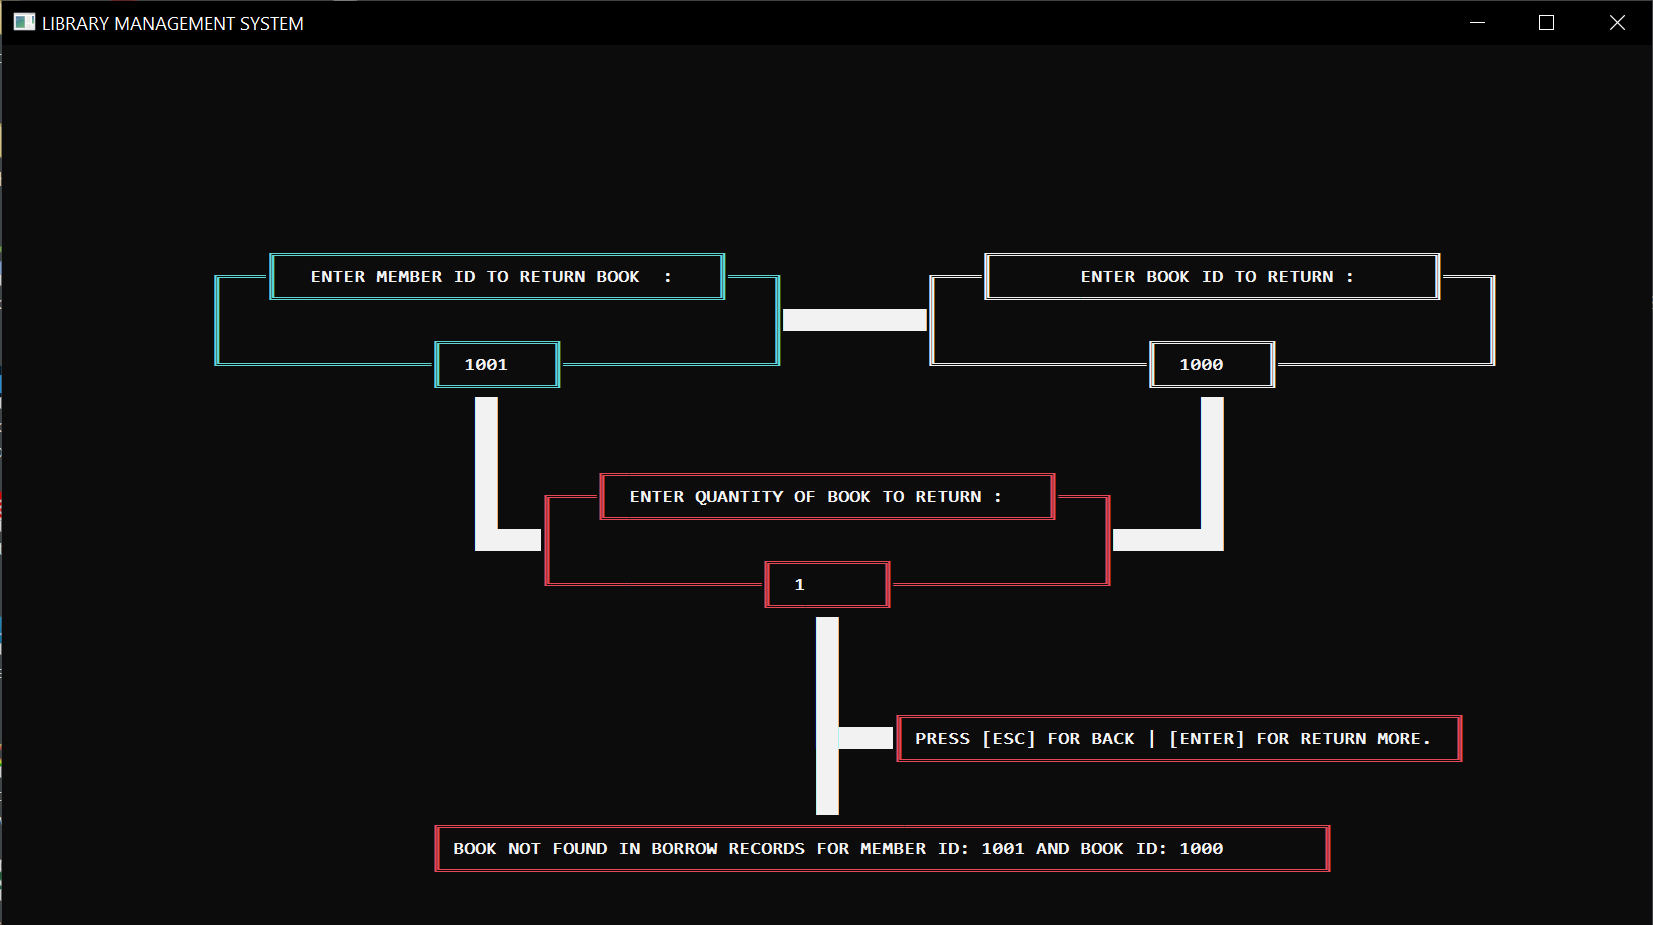 LIBRARY MANAGEMENT SYSTEM
ENTER MEMBER ID TO RETURN BOOK  :
ENTER BOOK ID TO RETURN :
1001
1000
ENTER QUANTITY OF BOOK TO RETURN :
1
PRESS [ESC] FOR BACK | [ENTER] FOR RETURN MORE.
BOOK NOT FOUND IN BORROW RECORDS FOR MEMBER ID: 1001 AND BOOK ID: 1000